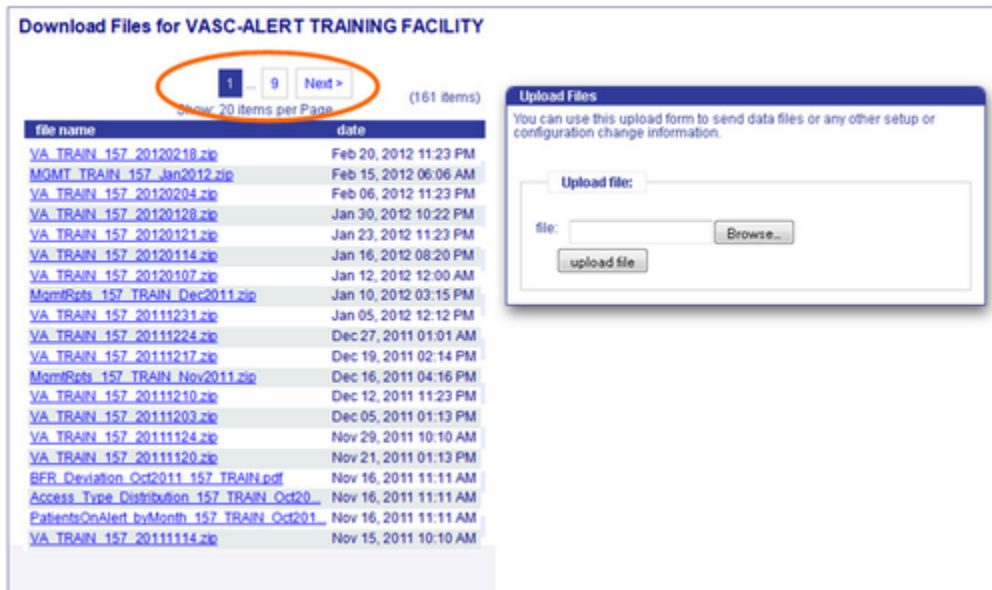 Download Files for VASC-ALERT TRAINING FACILITY
1 ... 9 Next >
Show: 20 items per Page
(161 items)
file name date
VA_TRAIN_157_20120218.zip Feb 20, 2012 11:23 PM
MGMT_TRAIN_157_Jan2012.zip Feb 15, 2012 06:06 AM
VA_TRAIN_157_20120204.zip Feb 06, 2012 11:23 PM
VA_TRAIN_157_20120128.zip Jan 30, 2012 10:22 PM
VA_TRAIN_157_20120121.zip Jan 23, 2012 11:23 PM
VA_TRAIN_157_20120114.zip Jan 16, 2012 08:20 PM
VA_TRAIN_157_20120107.zip Jan 12, 2012 12:00 AM
MgmtRpts_157_TRAIN_Dec2011.zip Jan 10, 2012 03:15 PM
VA_TRAIN_157_20111231.zip Jan 05, 2012 12:12 PM
VA_TRAIN_157_20111224.zip Dec 27, 2011 01:01 AM
VA_TRAIN_157_20111217.zip Dec 19, 2011 02:14 PM
MgmtRpts_157_TRAIN_Nov2011.zip Dec 16, 2011 04:16 PM
VA_TRAIN_157_20111210.zip Dec 12, 2011 11:23 PM
VA_TRAIN_157_20111203.zip Dec 05, 2011 01:13 PM
VA_TRAIN_157_20111124.zip Nov 29, 2011 10:10 AM
VA_TRAIN_157_20111120.zip Nov 21, 2011 01:13 PM
BFR_Deviation_Oct2011_157_TRAIN.pdf Nov 16, 2011 11:11 AM
Access_Type_Distribution_157_TRAIN_Oct20... Nov 16, 2011 11:11 AM
PatientsOnAlert_byMonth_157_TRAIN_Oct201... Nov 16, 2011 11:11 AM
VA_TRAIN_157_20111114.zip Nov 15, 2011 10:10 AM
Upload Files
You can use this upload form to send data files or any other setup or
configuration change information.
Upload file:
file: Browse...
upload file